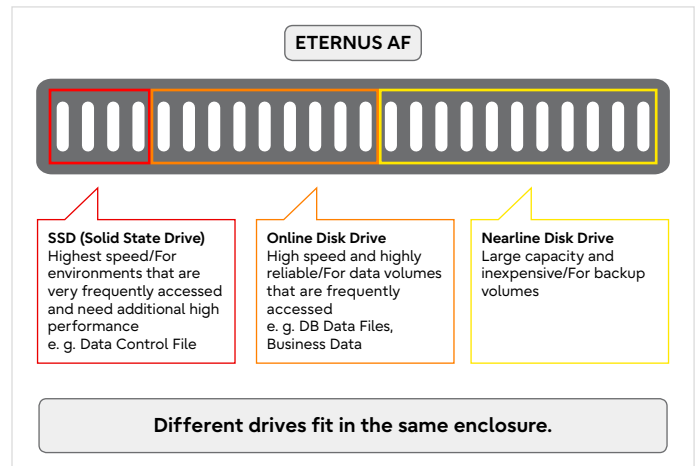 ETERNUS AF
SSD (Solid State Drive)
Highest speed/For
environments that are
very frequently accessed
and need additional high
performance
e. g. Data Control File
Online Disk Drive
High speed and highly
reliable/For data volumes
that are frequently
accessed
e. g. DB Data Files,
Business Data
Nearline Disk Drive
Large capacity and
inexpensive/For backup
volumes
Different drives fit in the same enclosure.